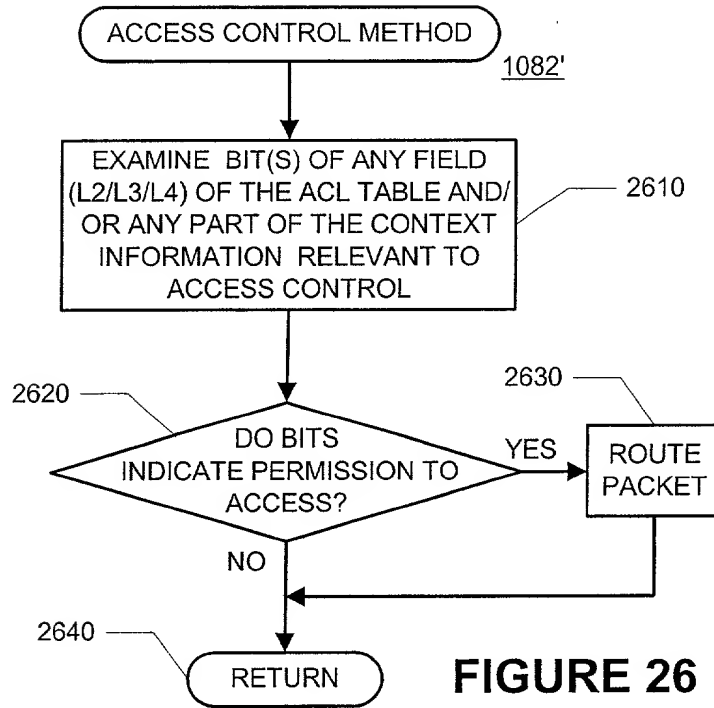 ACCESS CONTROL METHOD
1082'
EXAMINE BIT(S) OF ANY FIELD
(L2/L3/L4) OF THE ACL TABLE AND/
OR ANY PART OF THE CONTEXT
INFORMATION RELEVANT TO
ACCESS CONTROL
2610
2620
2630
DO BITS
INDICATE PERMISSION TO
ACCESS?
YES
ROUTE
PACKET
NO
2640
RETURN
FIGURE 26